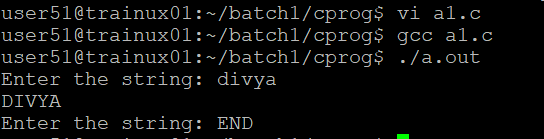 user51@trainux01:~/batch1/cprog$ vi a1.c
user51@trainux01:~/batch1/cprog$ gcc a1.c
user51@trainux01:~/batch1/cprog$ ./a.out
Enter the string: divya
DIVYA
Enter the string: END